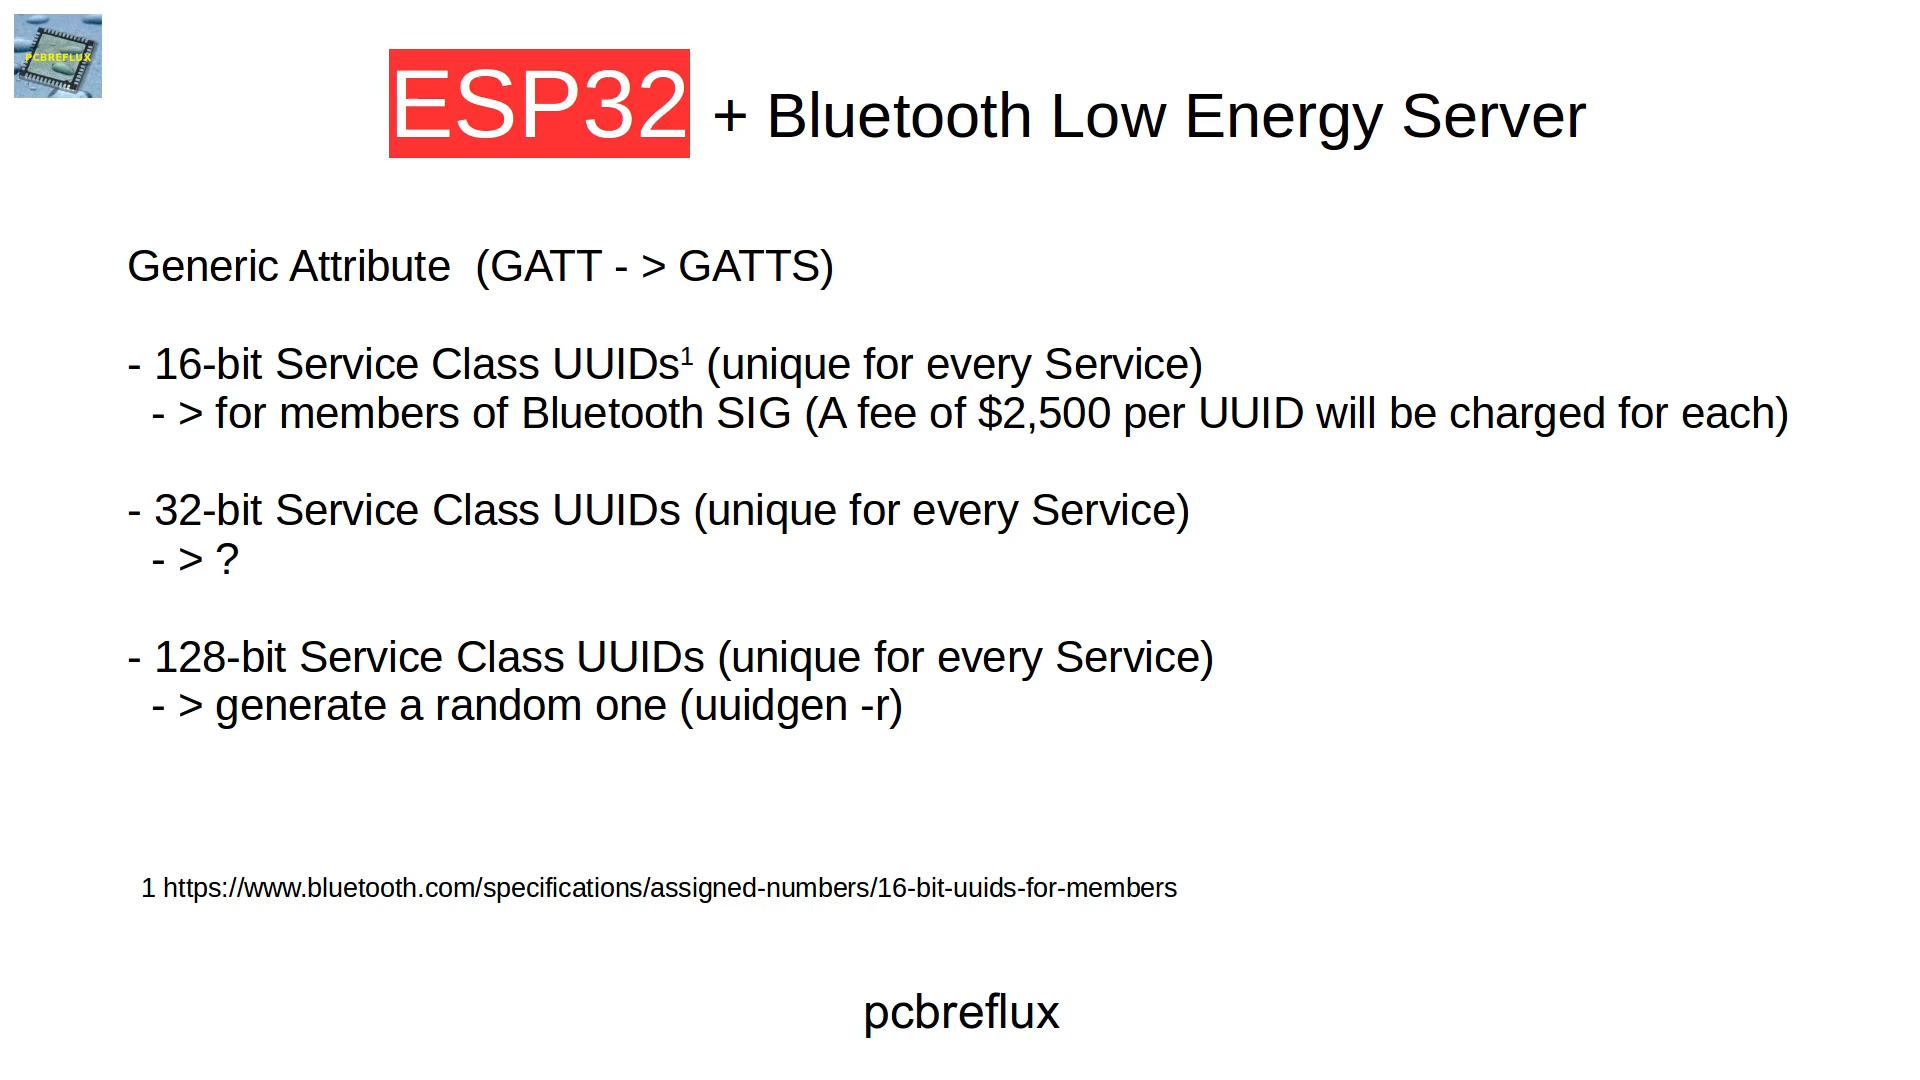 PCBREFLUX
ESP32 + Bluetooth Low Energy Server
Generic Attribute  (GATT - > GATTS)
- 16-bit Service Class UUIDs¹ (unique for every Service)
- > for members of Bluetooth SIG (A fee of $2,500 per UUID will be charged for each)
- 32-bit Service Class UUIDs (unique for every Service)
- > ?
- 128-bit Service Class UUIDs (unique for every Service)
- > generate a random one (uuidgen -r)
1 https://www.bluetooth.com/specifications/assigned-numbers/16-bit-uuids-for-members
pcbreflux